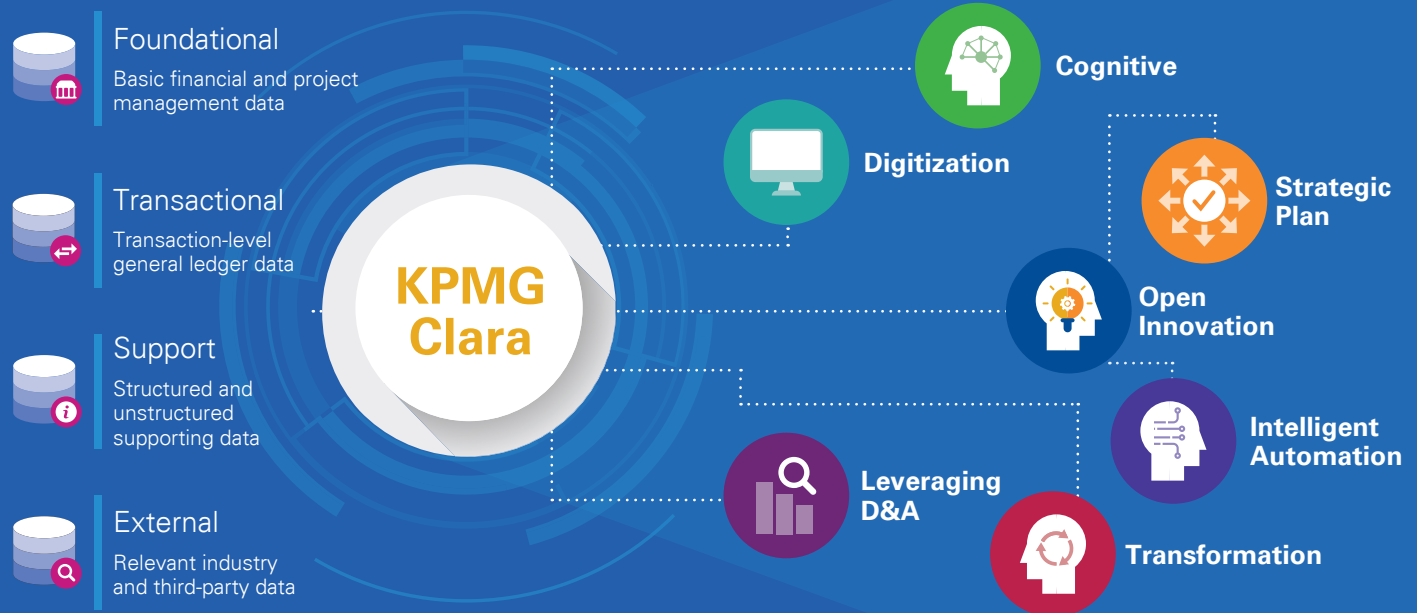 Foundational
Basic financial and project
management data
Transactional
Transaction-level
general ledger data
Support
Structured and
unstructured
supporting data
External
Relevant industry
and third-party data
KPMG
Clara
Cognitive
Digitization
Strategic
Plan
Open
Innovation
Intelligent
Automation
Leveraging
D&A
Transformation